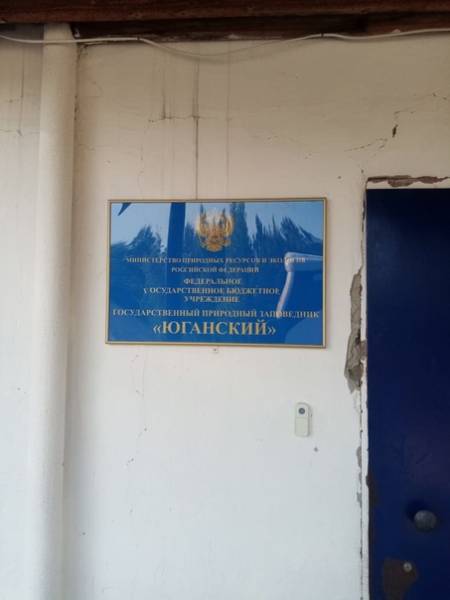 МИНИСТЕРСТВО ПРИРОДНЫХ РЕСУРСОВ И ЭКОЛОГИИ
РОССИЙСКОЙ ФЕДЕРАЦИИ
ФЕДЕРАЛЬНОЕ
ГОСУДАРСТВЕННОЕ БЮДЖЕТНОЕ
УЧРЕЖДЕНИЕ
ГОСУДАРСТВЕННЫЙ ПРИРОДНЫЙ ЗАПОВЕДНИК
«ЮГАНСКИЙ»